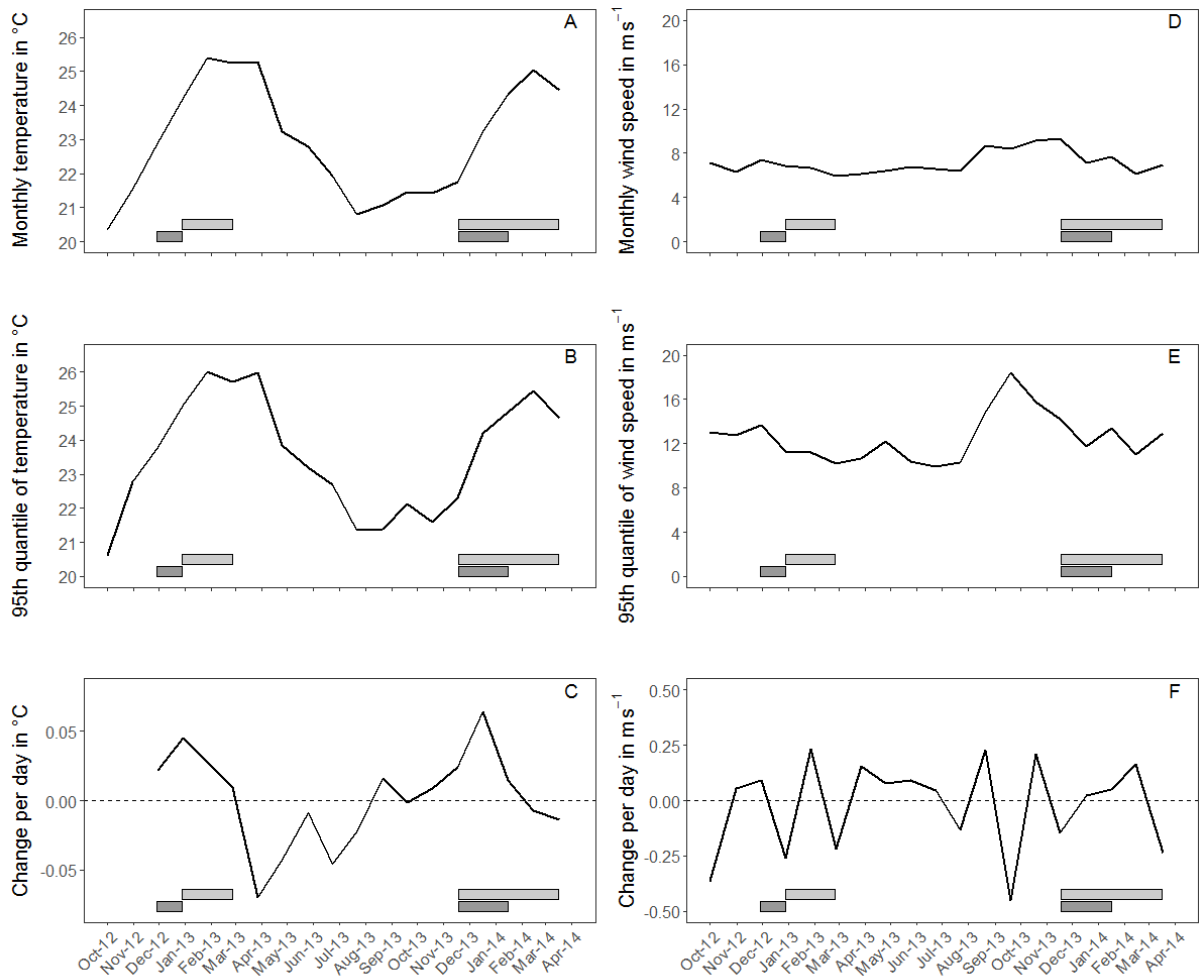 A
Monthly temperature in °C
26
25
24
23
22
21
20
D
Monthly wind speed in ms⁻¹
20
16
12
8
4
0
B
95th quantile of temperature in °C
26
25
24
23
22
21
20
E
95th quantile of wind speed in ms⁻¹
20
16
12
8
4
0
C
Change per day in °C
0.05
0.00
-0.05
Oct-12 Nov-12 Dec-12 Jan-13 Feb-13 Mar-13 Apr-13 May-13 Jun-13 Jul-13 Aug-13 Sep-13 Oct-13 Nov-13 Dec-13 Jan-14 Feb-14 Mar-14 Apr-14
F
Change per day in ms⁻¹
0.50
0.25
0.00
-0.25
-0.50
Oct-12 Nov-12 Dec-12 Jan-13 Feb-13 Mar-13 Apr-13 May-13 Jun-13 Jul-13 Aug-13 Sep-13 Oct-13 Nov-13 Dec-13 Jan-14 Feb-14 Mar-14 Apr-14